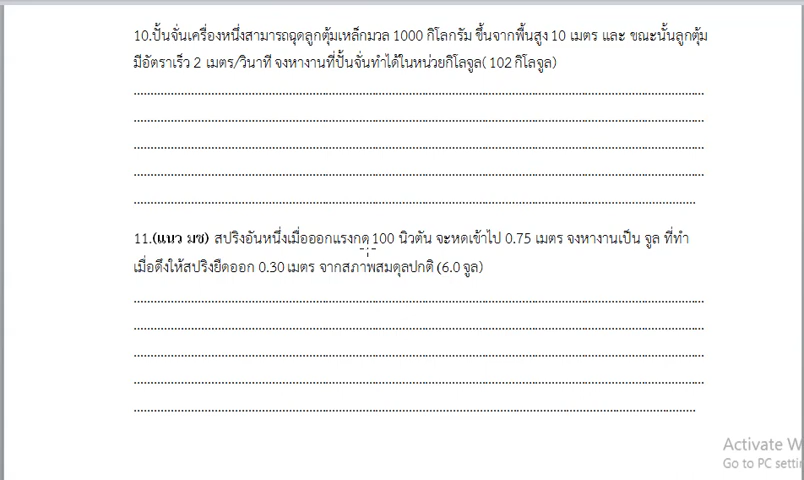 10.ปั้นจั่นเครื่องหนึ่งสามารถฉุดลูกตุ้มเหล็กมวล 1000 กิโลกรัม ขึ้นจากพื้นสูง 10 เมตร และ ขณะนั้นลูกตุ้ม
มีอัตราเร็ว 2 เมตร/วินาที จงหางานที่ปั้นจั่นทำได้ในหน่วยกิโลจูล( 102 กิโลจูล)
11.(แนว มช) สปริงอันหนึ่งเมื่อออกแรงกด 100 นิวตัน จะหดเข้าไป 0.75 เมตร จงหางานเป็น จูล ที่ทำ
เมื่อดึงให้สปริงยืดออก 0.30 เมตร จากสภาพสมดุลปกติ (6.0 จูล)
Activate W
Go to PC setti